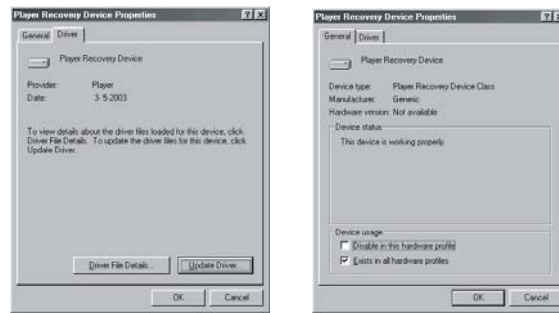 Player Recovery Device Properties
General
Driver
Player Recovery Device
Provider: Player
Date: 3- 5-2003
To view details about the driver files loaded for this device, click
Driver File Details. To update the driver files for this device, click
Update Driver.
Driver File Details...
Update Driver...
OK
Cancel
Player Recovery Device Properties
General
Driver
Player Recovery Device
Device type: Player Recovery Device Class
Manufacturer: Generic
Hardware version: Not available
Device status
This device is working properly.
Device usage
Disable in this hardware profile
Exists in all hardware profiles
OK
Cancel